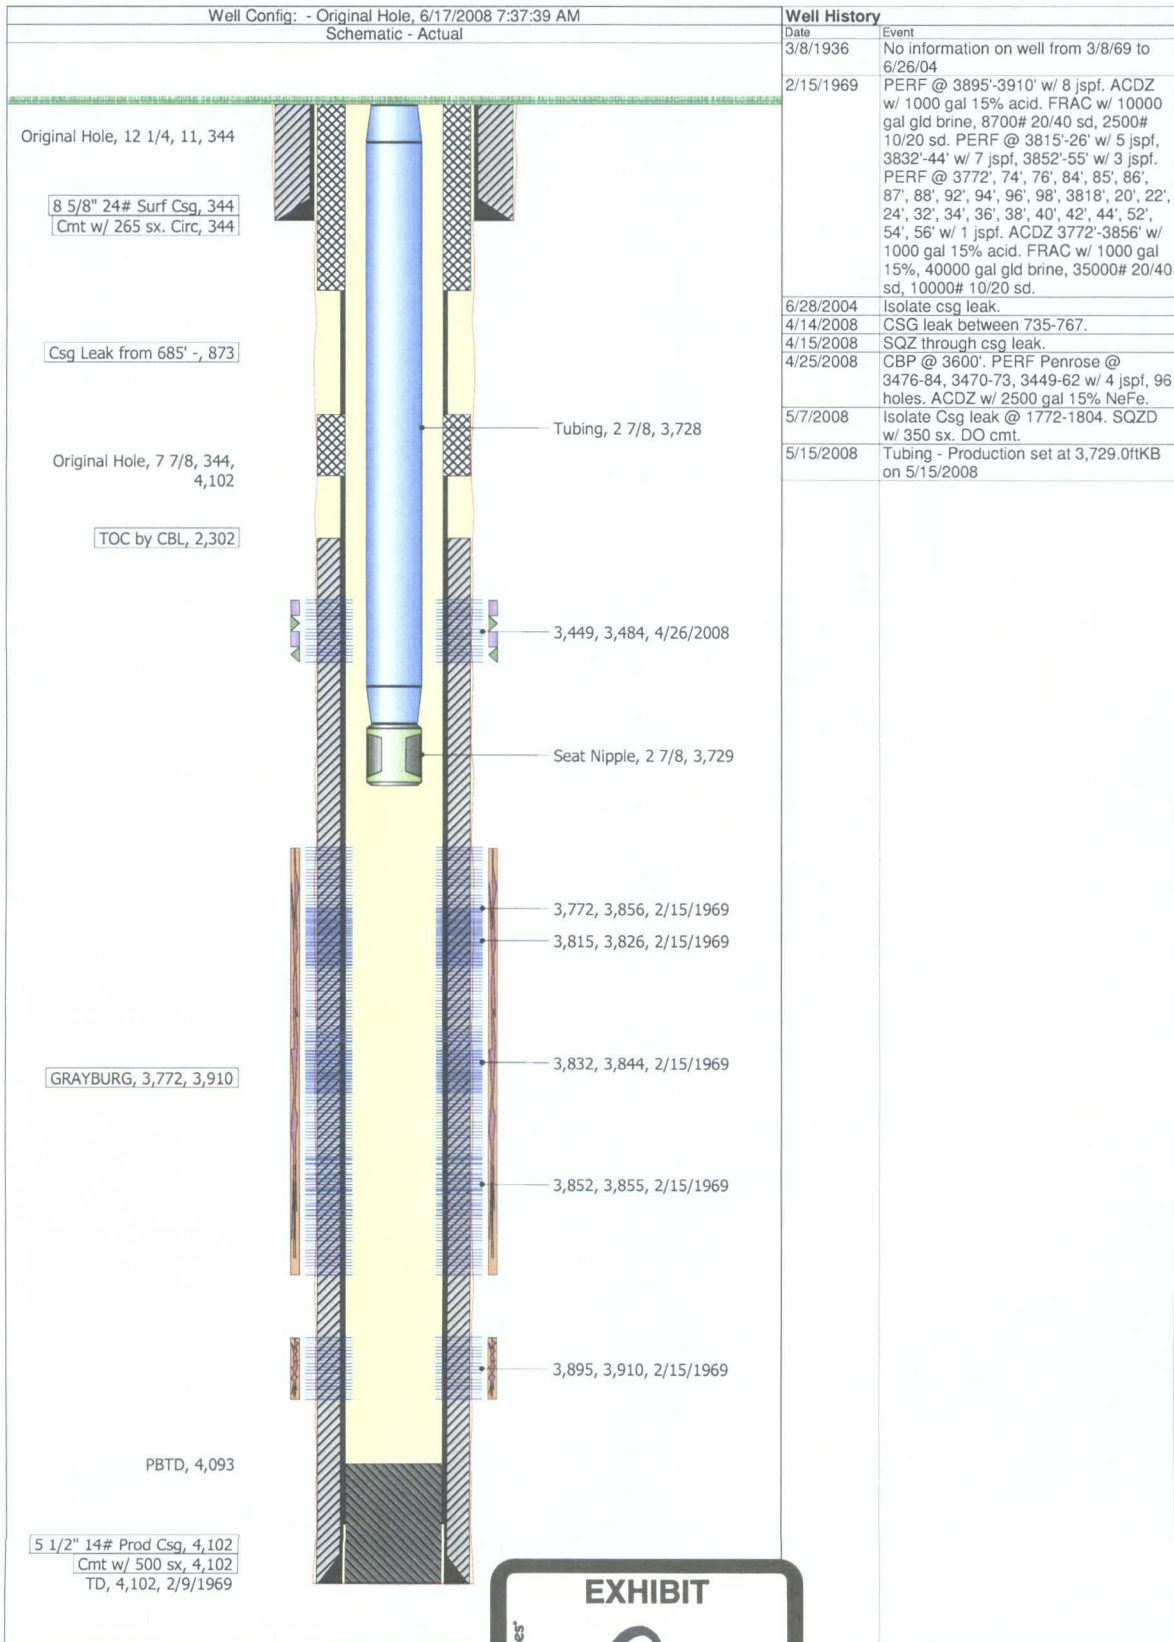 Well Config: - Original Hole, 6/17/2008 7:37:39 AM
Schematic - Actual
Original Hole, 12 1/4, 11, 344
8 5/8" 24# Surf Csg, 344
Cmt w/ 265 sx. Circ, 344
Csg Leak from 685' -, 873
Tubing, 2 7/8, 3,728
Original Hole, 7 7/8, 344,
4,102
TOC by CBL, 2,302
3,449, 3,484, 4/26/2008
Seat Nipple, 2 7/8, 3,729
3,772, 3,856, 2/15/1969
3,815, 3,826, 2/15/1969
3,832, 3,844, 2/15/1969
GRAYBURG, 3,772, 3,910
3,852, 3,855, 2/15/1969
3,895, 3,910, 2/15/1969
PBTD, 4,093
5 1/2" 14# Prod Csg, 4,102
Cmt w/ 500 sx, 4,102
TD, 4,102, 2/9/1969
Well History
Date Event
3/8/1936 No information on well from 3/8/69 to
6/26/04
2/15/1969 PERF @ 3895'-3910' w/ 8 jspf. ACDZ
w/ 1000 gal 15% acid. FRAC w/ 10000
gal gld brine, 8700# 20/40 sd, 2500#
10/20 sd. PERF @ 3815'-26' w/ 5 jspf,
3832'-44' w/ 7 jspf, 3852'-55' w/ 3 jspf.
PERF @ 3772', 74', 76', 84', 85', 86',
87', 88', 92', 94', 96', 98', 3818', 20', 22',
24', 32', 34', 36', 38', 40', 42', 44', 52',
54', 56' w/ 1 jspf. ACDZ 3772'-3856' w/
1000 gal 15% acid. FRAC w/ 1000 gal
15%, 40000 gal gld brine, 35000# 20/40
sd, 10000# 10/20 sd.
6/28/2004 Isolate csg leak.
4/14/2008 CSG leak between 735-767.
4/15/2008 SQZ through csg leak.
4/25/2008 CBP @ 3600'. PERF Penrose @
3476-84, 3470-73, 3449-62 w/ 4 jspf, 96
holes. ACDZ w/ 2500 gal 15% NeFe.
5/7/2008 Isolate Csg leak @ 1772-1804. SQZD
w/ 350 sx. DO cmt.
5/15/2008 Tubing - Production set at 3,729.0ftKB
on 5/15/2008
EXHIBIT